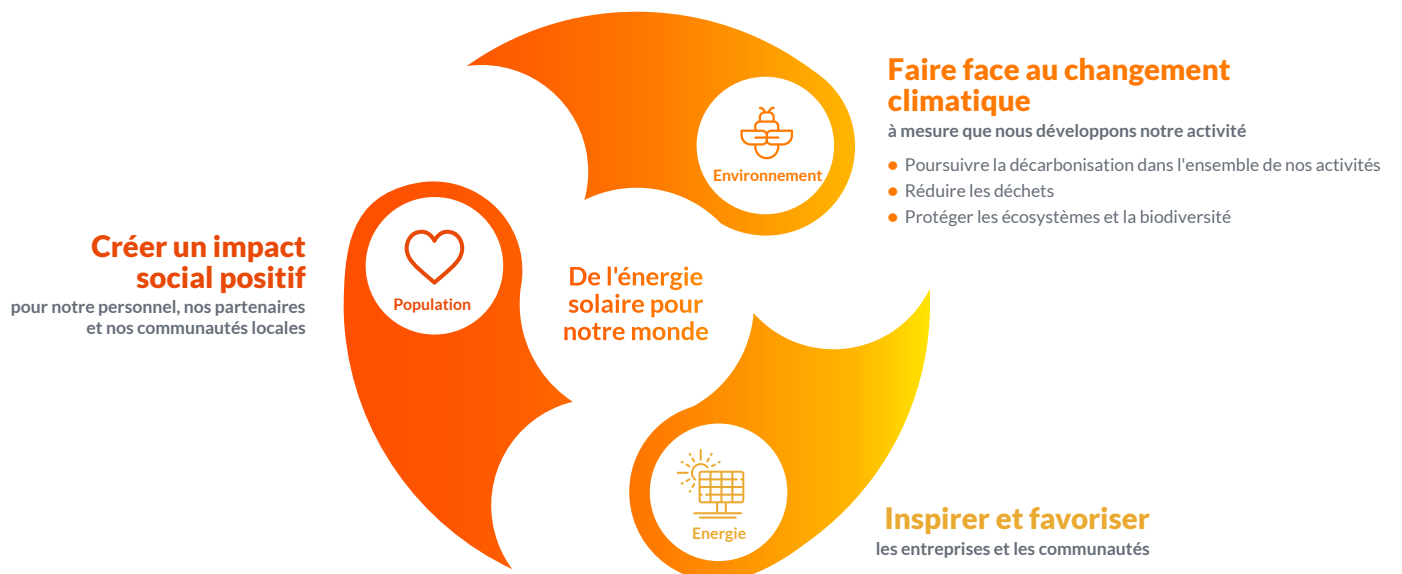 Faire face au changement
climatique
à mesure que nous développons notre activité
Poursuivre la décarbonisation dans l'ensemble de nos activités
Réduire les déchets
Protéger les écosystèmes et la biodiversité
Environnement
Créer un impact
social positif
pour notre personnel, nos partenaires
et nos communautés locales
Population
De l'énergie
solaire pour
notre monde
Energie
Inspirer et favoriser
les entreprises et les communautés